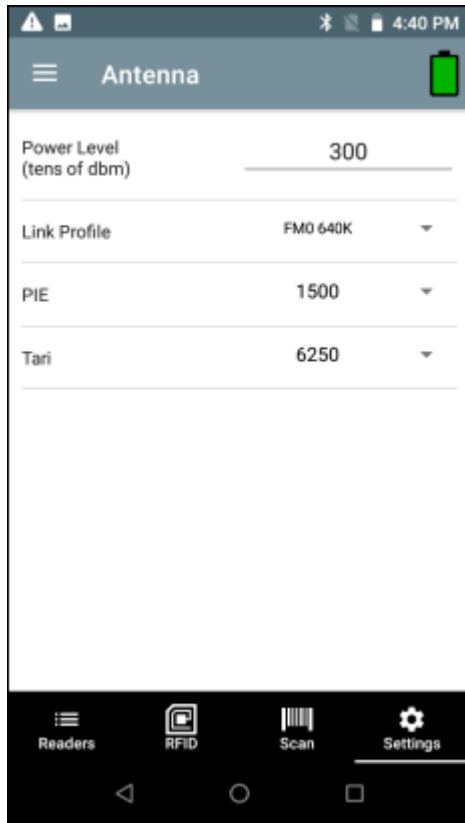 4:40 PM
Antenna
Power Level
(tens of dbm)
300
Link Profile
FM0 640K
PIE
1500
Tari
6250
Readers
RFID
Scan
Settings